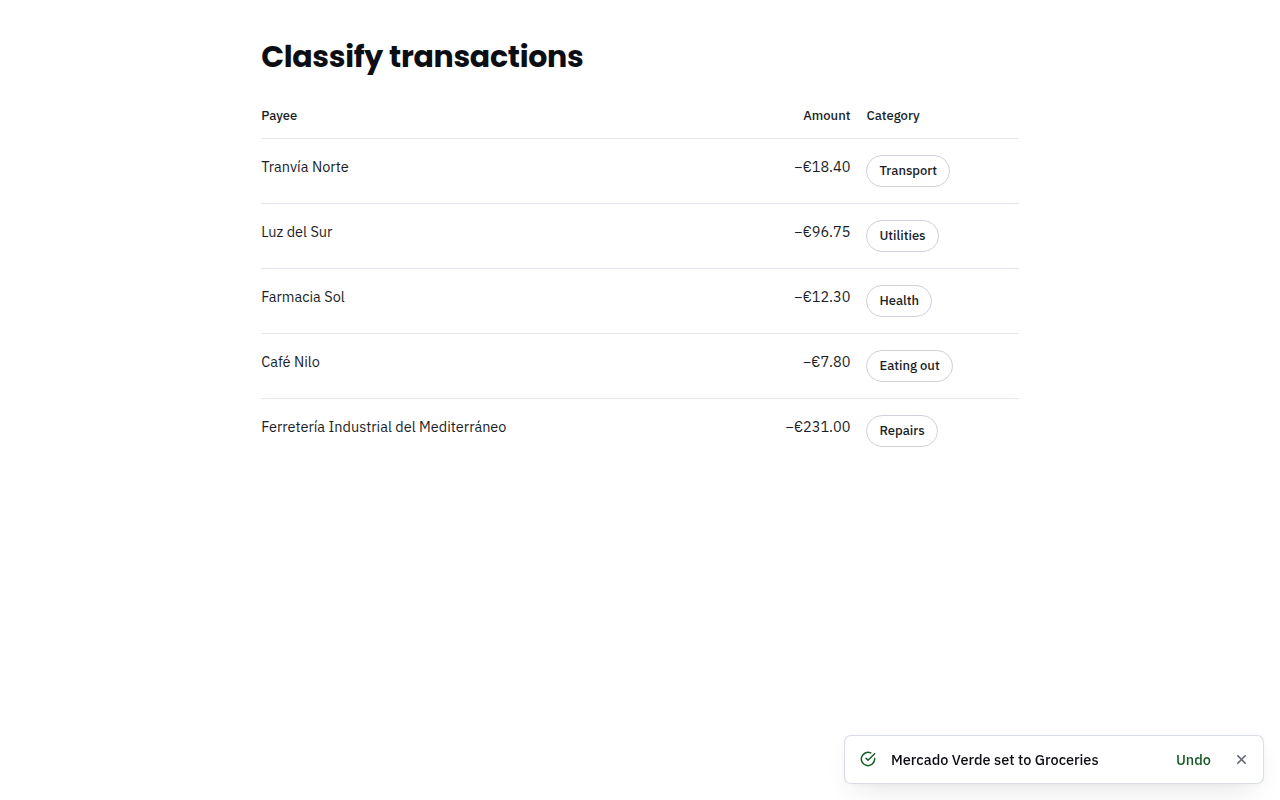 Classify transactions
Payee Amount Category
Tranvía Norte −€18.40 Transport
Luz del Sur −€96.75 Utilities
Farmacia Sol −€12.30 Health
Café Nilo −€7.80 Eating out
Ferretería Industrial del Mediterráneo −€231.00 Repairs
Mercado Verde set to Groceries Undo